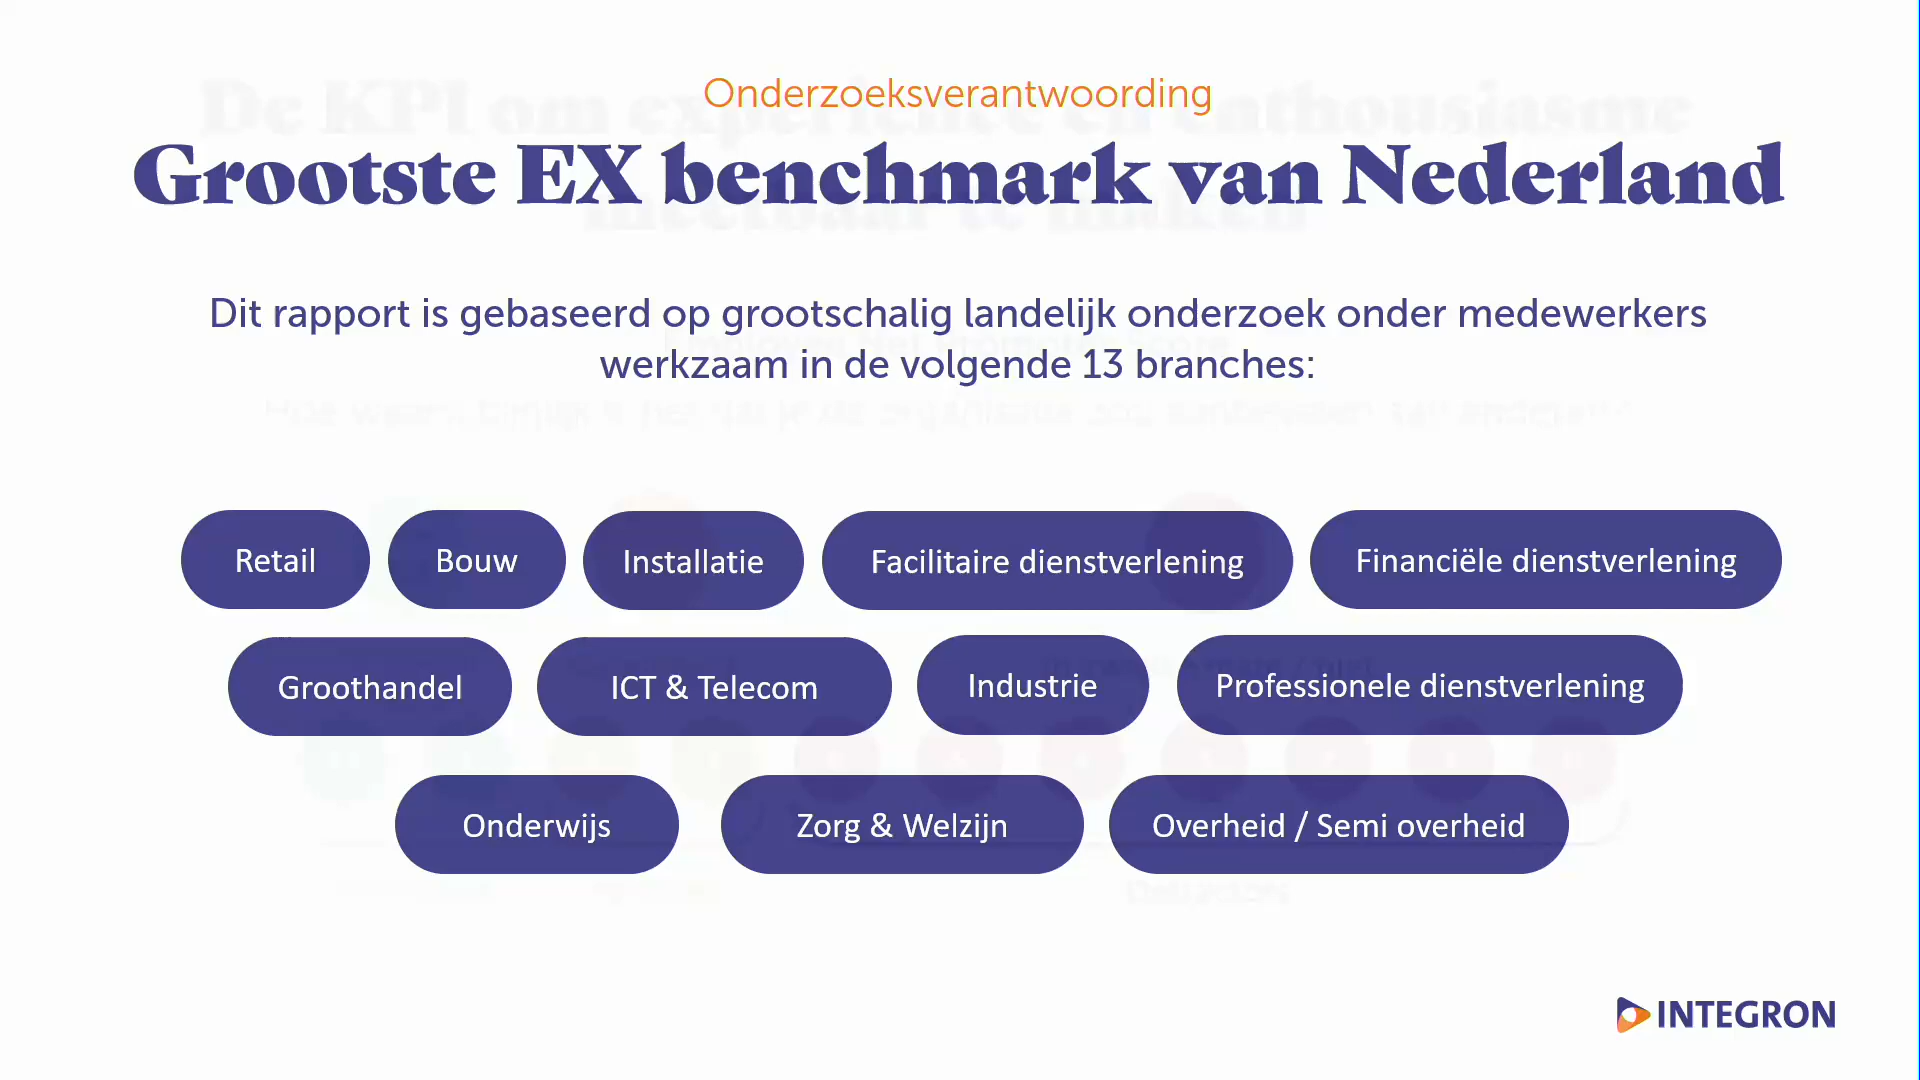 Onderzoeksverantwoording
Grootste EX benchmark van Nederland
Dit rapport is gebaseerd op grootschalig landelijk onderzoek onder medewerkers
werkzaam in de volgende 13 branches:
Retail
Bouw
Installatie
Facilitaire dienstverlening
Financiële dienstverlening
Groothandel
ICT & Telecom
Industrie
Professionele dienstverlening
Onderwijs
Zorg & Welzijn
Overheid / Semi overheid
INTEGRON